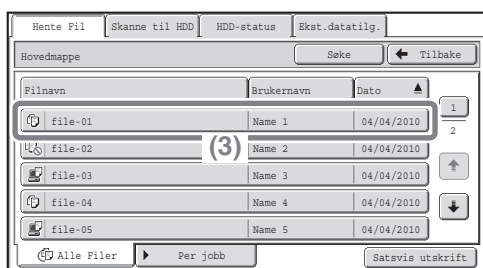 Hente Fil Skanne til HDD HDD-status Ekst.datatilg.
Hovedmappe Søke Tilbake
Filnavn Brukernavn Dato
file-01 Name 1 04/04/2010 1
file-02 (3) Name 2 04/04/2010 2
file-03 Name 3 04/04/2010
file-04 Name 4 04/04/2010
file-05 Name 5 04/04/2010
Alle Filer Per jobb Satsvis utskrift